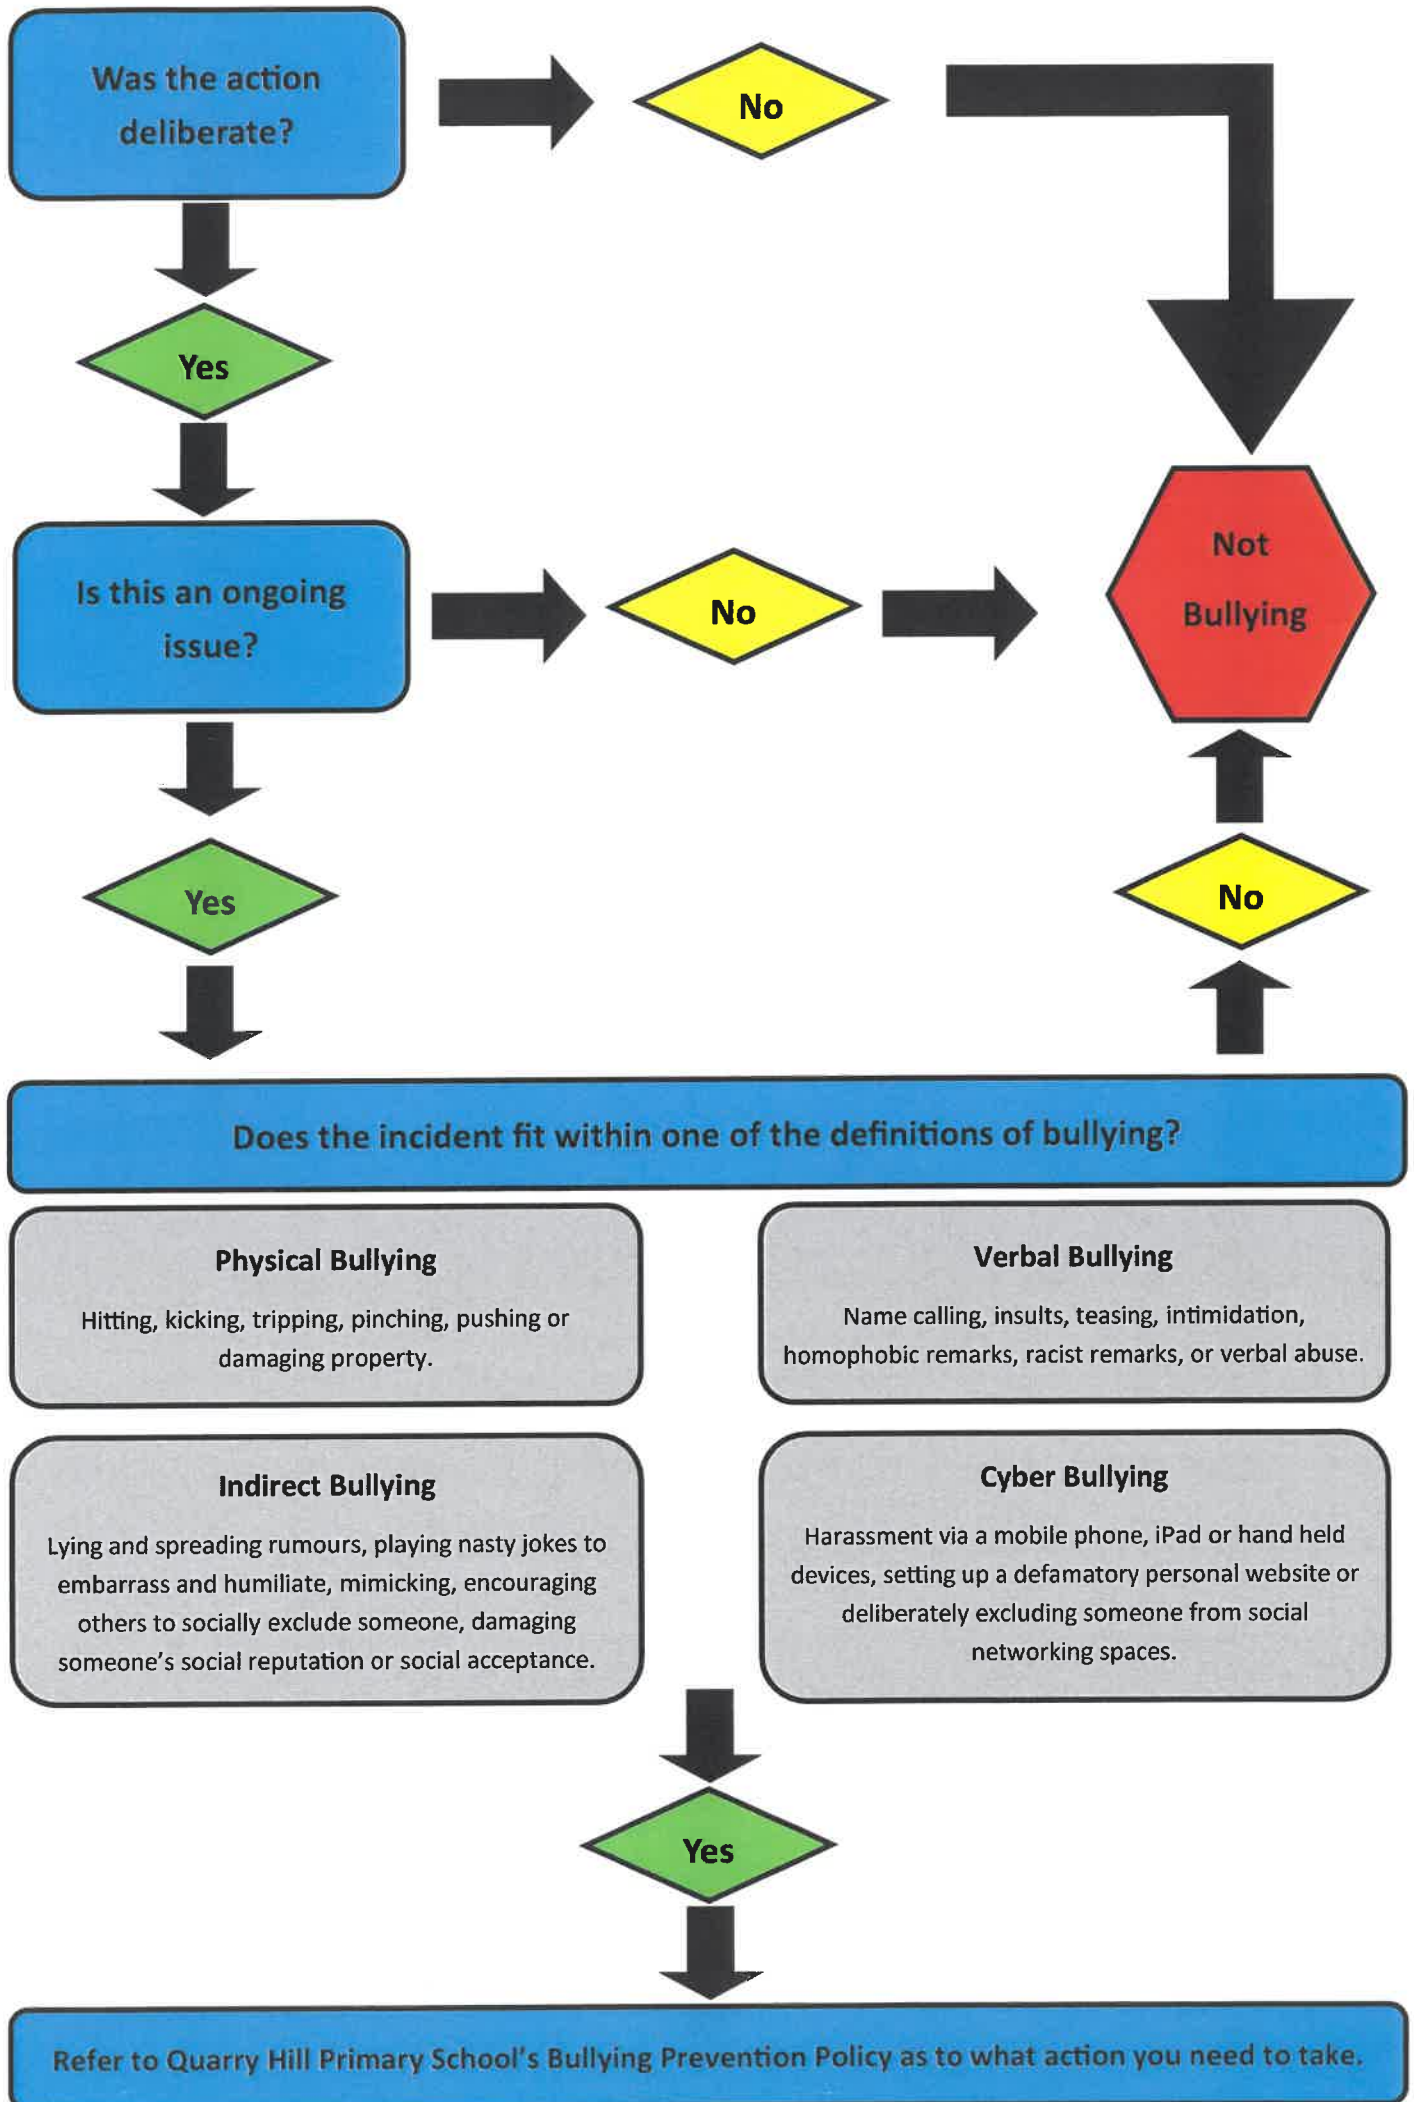 Was the action
deliberate?
No
Yes
Is this an ongoing
issue?
No
Not
Bullying
Yes
No
Does the incident fit within one of the definitions of bullying?
Physical Bullying
Hitting, kicking, tripping, pinching, pushing or
damaging property.
Verbal Bullying
Name calling, insults, teasing, intimidation,
homophobic remarks, racist remarks, or verbal abuse.
Indirect Bullying
Lying and spreading rumours, playing nasty jokes to
embarrass and humiliate, mimicking, encouraging
others to socially exclude someone, damaging
someone's social reputation or social acceptance.
Cyber Bullying
Harassment via a mobile phone, iPad or hand held
devices, setting up a defamatory personal website or
deliberately excluding someone from social
networking spaces.
Yes
Refer to Quarry Hill Primary School's Bullying Prevention Policy as to what action you need to take.